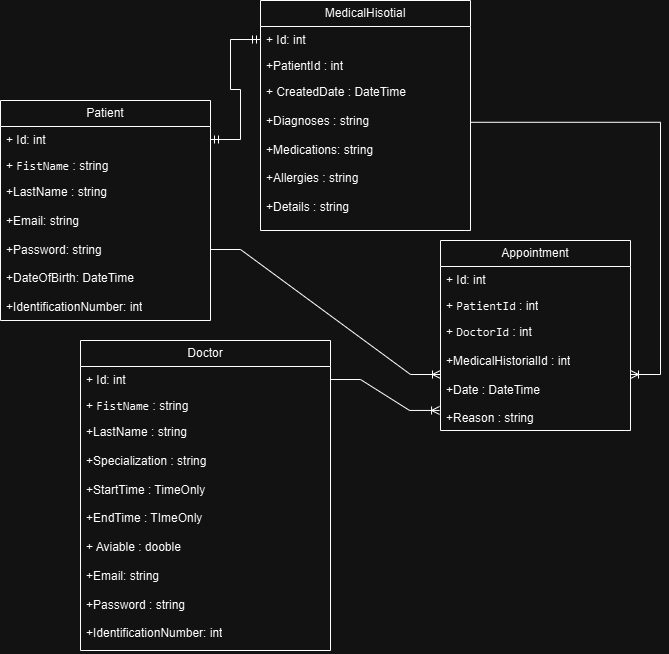 MedicalHisotial
+ Id: int
+PatientId : int
+ CreatedDate : DateTime
+Diagnoses : string
+Medications: string
+Allergies : string
+Details : string
Patient
+ Id: int
+ FistName : string
+LastName : string
+Email: string
+Password: string
+DateOfBirth: DateTime
+IdentificationNumber: int
Appointment
+ Id: int
+ PatientId : int
+ DoctorId : int
+MedicalHistorialId : int
+Date : DateTime
+Reason : string
Doctor
+ Id: int
+ FistName : string
+LastName : string
+Specialization : string
+StartTime : TimeOnly
+EndTime : TImeOnly
+ Aviable : dooble
+Email: string
+Password : string
+IdentificationNumber: int